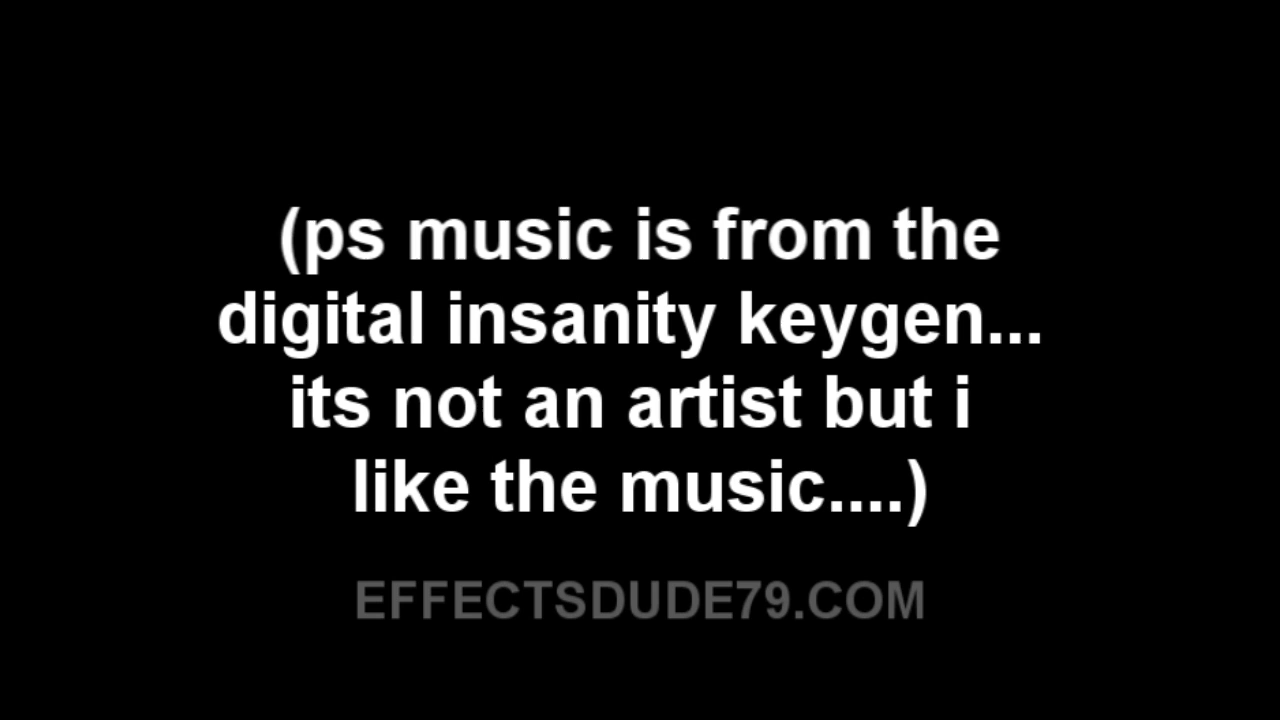 (ps music is from the
digital insanity keygen...
its not an artist but i
like the music....)
EFFECTSDUDE79.COM